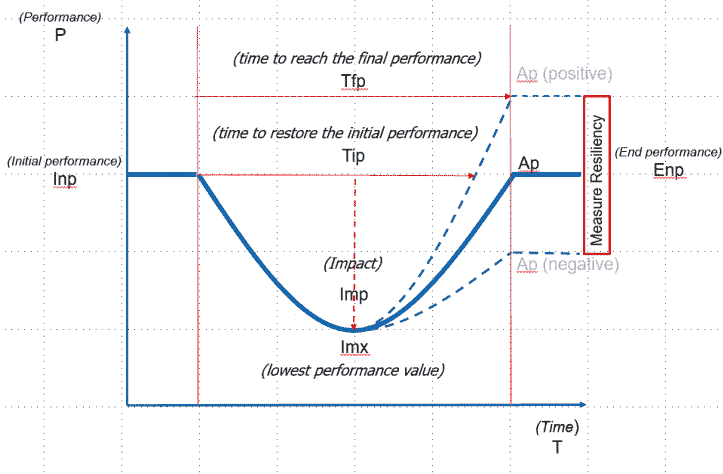 (Performance)
P
(time to reach the final performance)
Tfp
Ap (positive)
(time to restore the initial performance)
Tip
(Initial performance)
Inp
Ap
Measure Resiliency
(End performance)
Enp
(Impact)
Imp
Ap (negative)
Imx
(lowest performance value)
(Time)
T